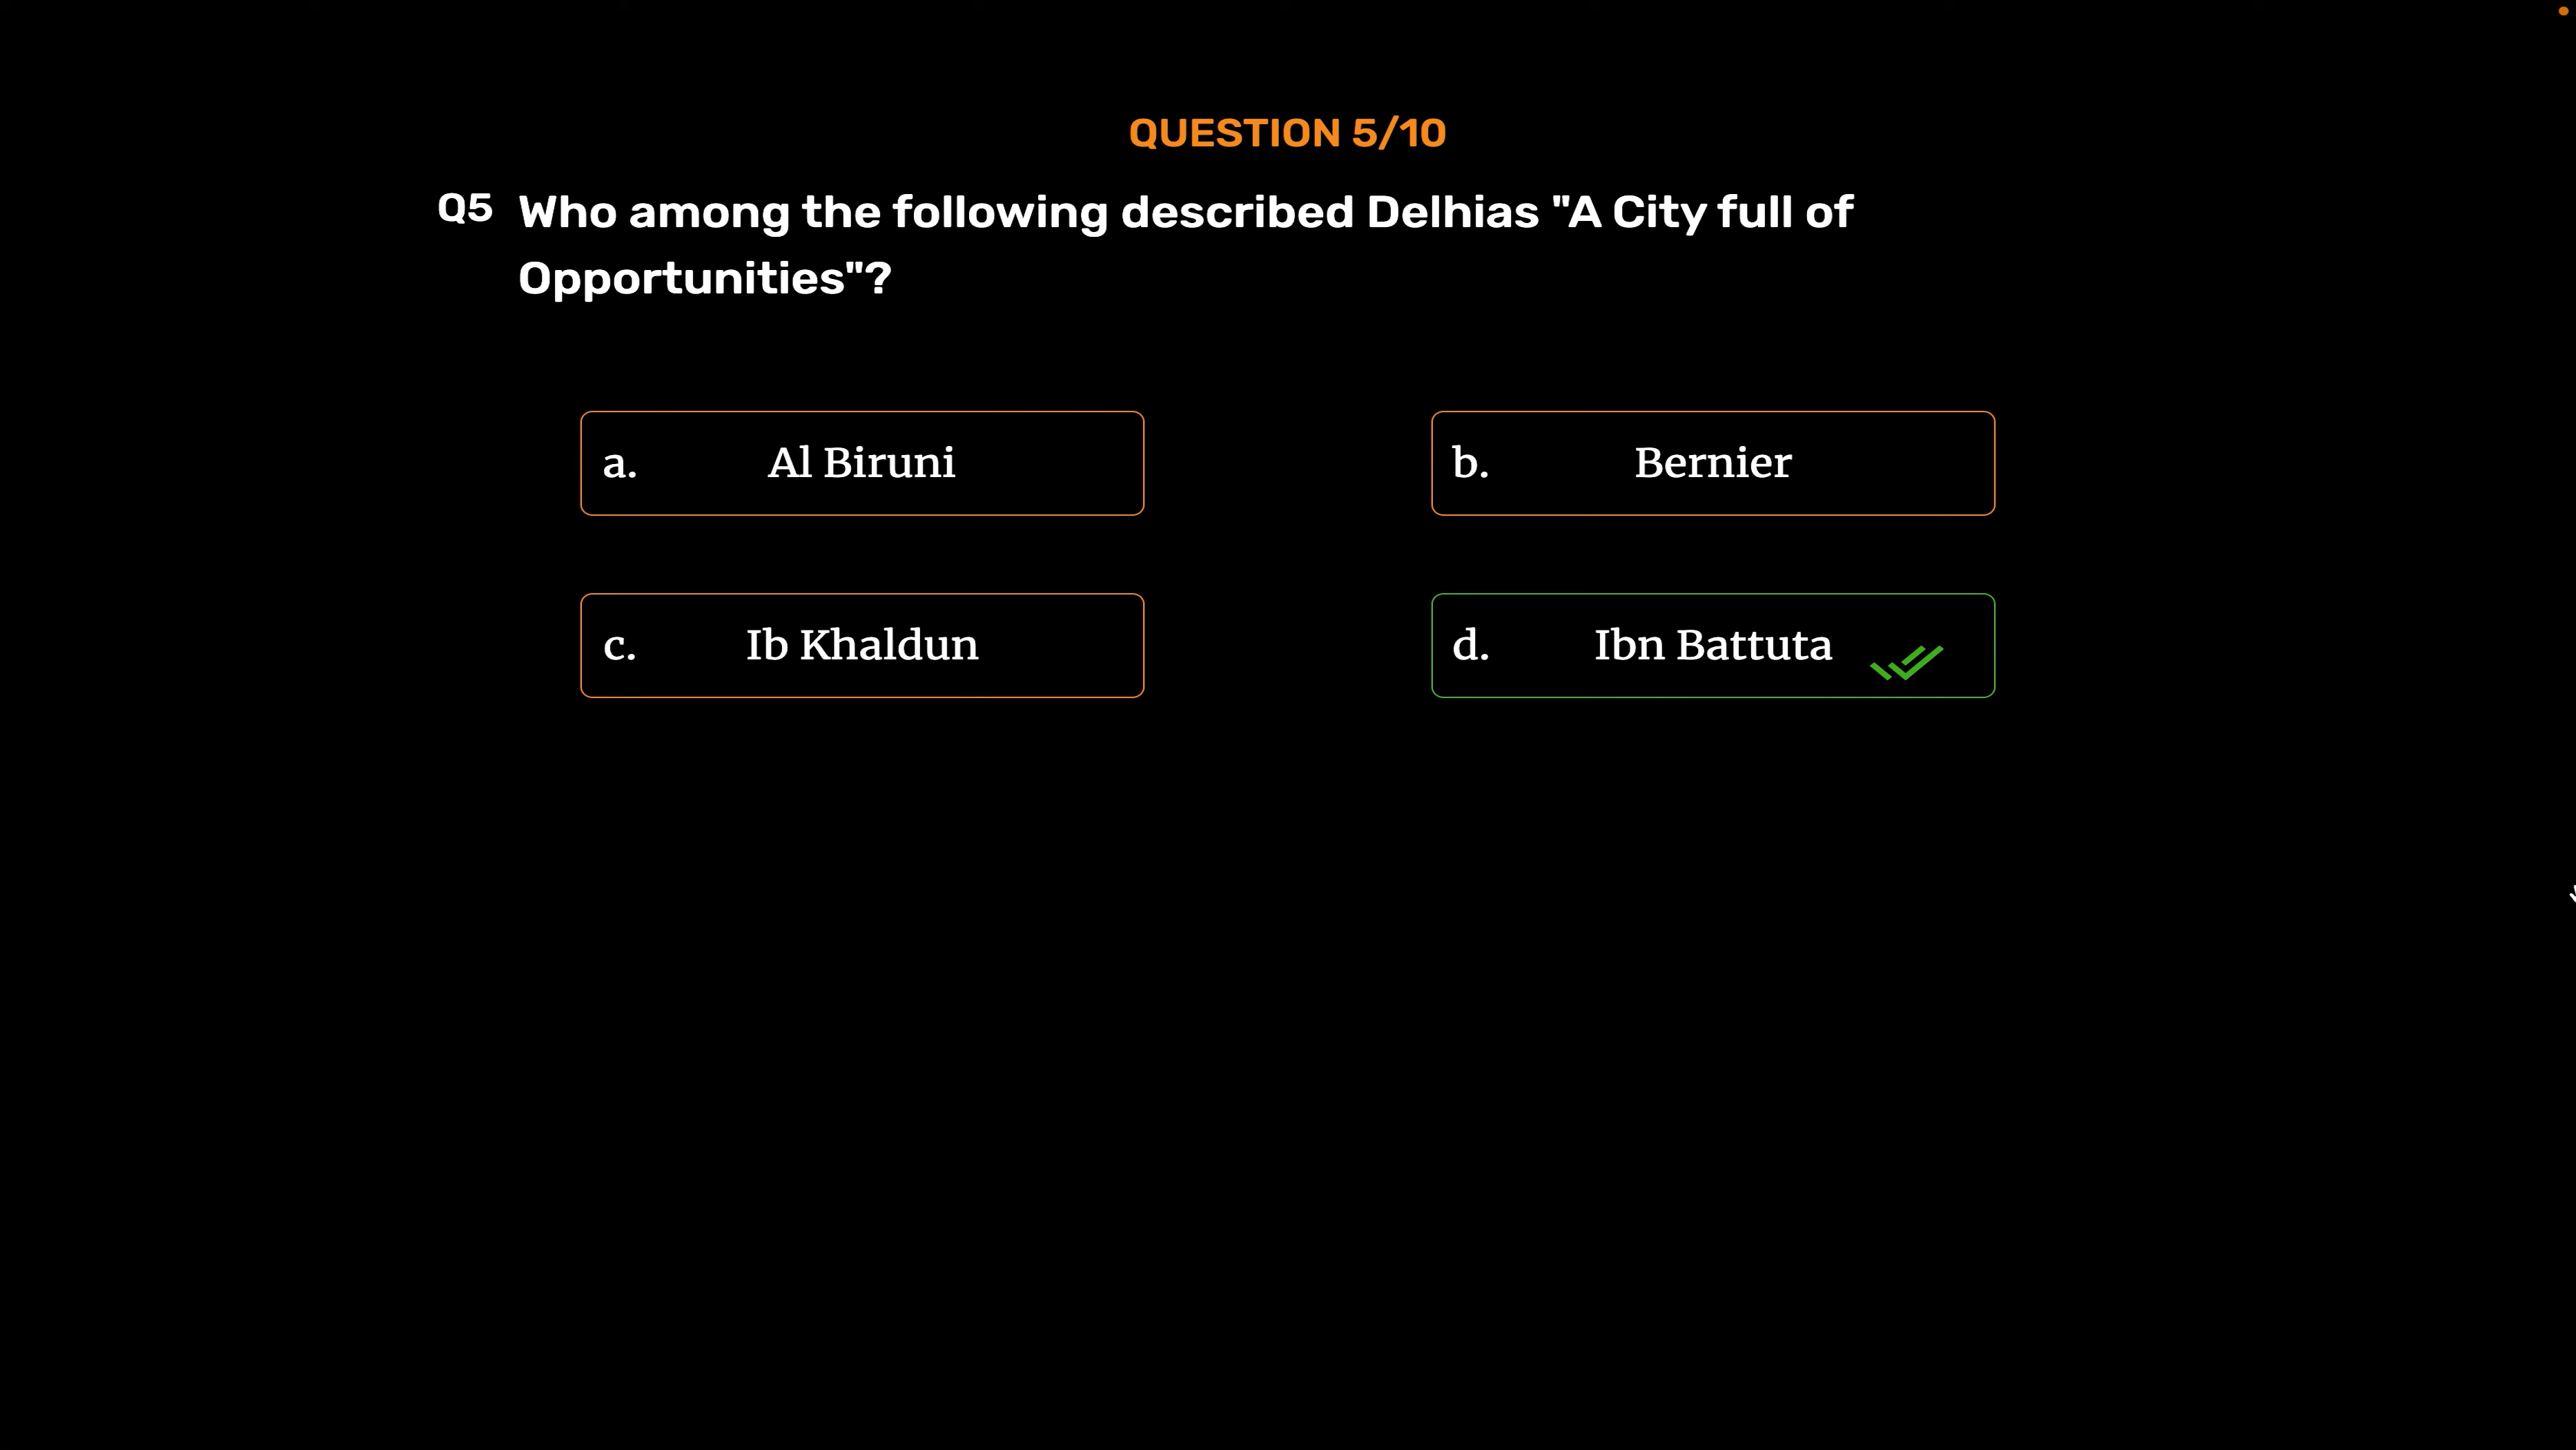 QUESTION 5/10
Q5 Who among the following described Delhias "A City full of
Opportunities"?
a. Al Biruni
b. Bernier
c. Ib Khaldun
d. Ibn Battuta